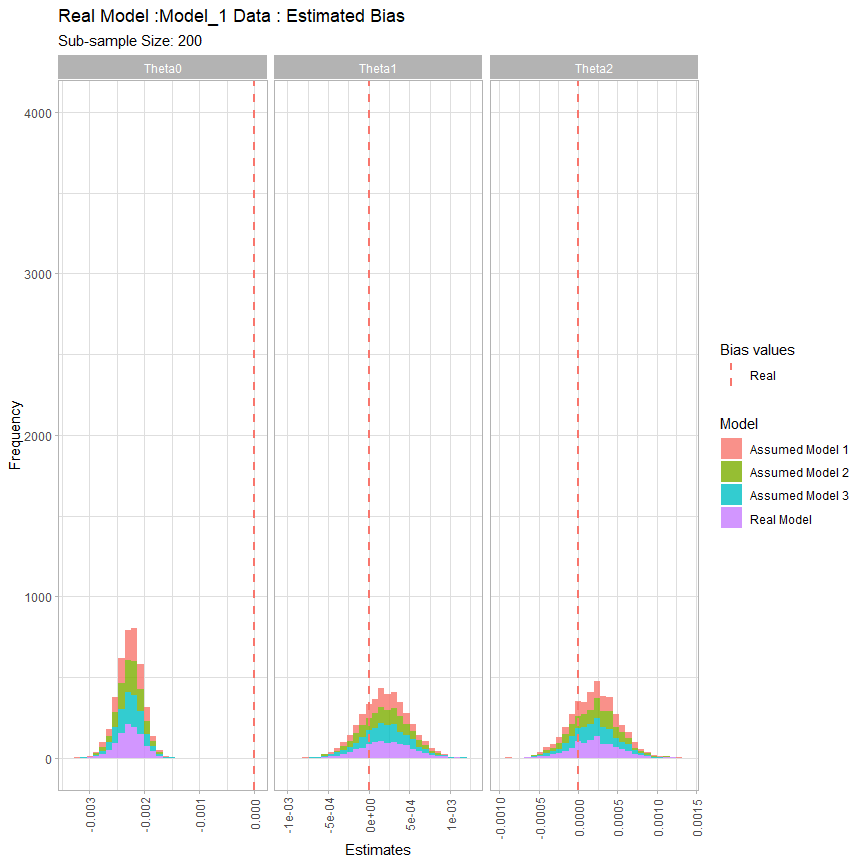 Real Model :Model_1 Data : Estimated Bias
Sub-sample Size: 200
Theta0 Theta1 Theta2
4000
3000
2000
1000
0
Frequency
-0.003 -0.002 -0.001 0.000
-1e-03 -5e-04 0e+00 5e-04 1e-03
-0.0010 -0.0005 0.0000 0.0005 0.0010 0.0015
Estimates
Bias values
Real
Model
Assumed Model 1
Assumed Model 2
Assumed Model 3
Real Model